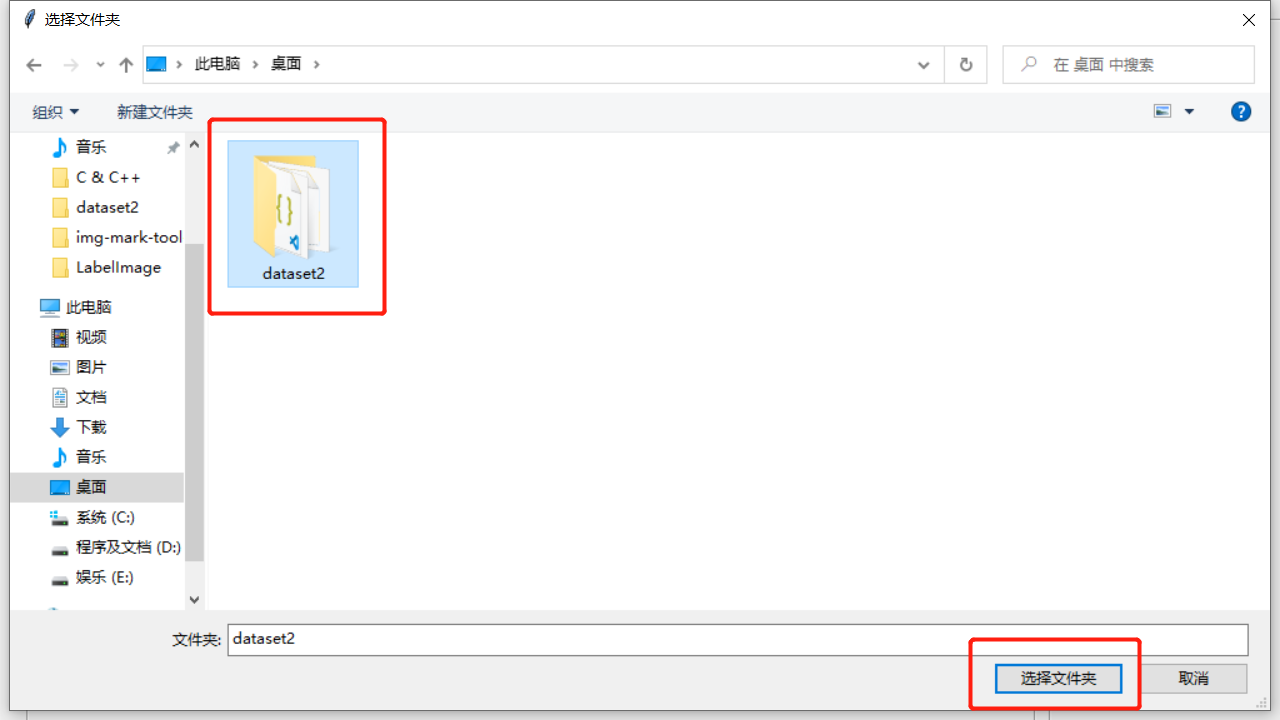 选择文件夹
此电脑 桌面
在 桌面 中搜索
组织 新建文件夹
音乐
C & C++
dataset2
img-mark-tool
LabelImage
此电脑
视频
图片
文档
下载
音乐
桌面
系统 (C:)
程序及文档 (D:)
娱乐 (E:)
dataset2
文件夹: dataset2
选择文件夹 取消